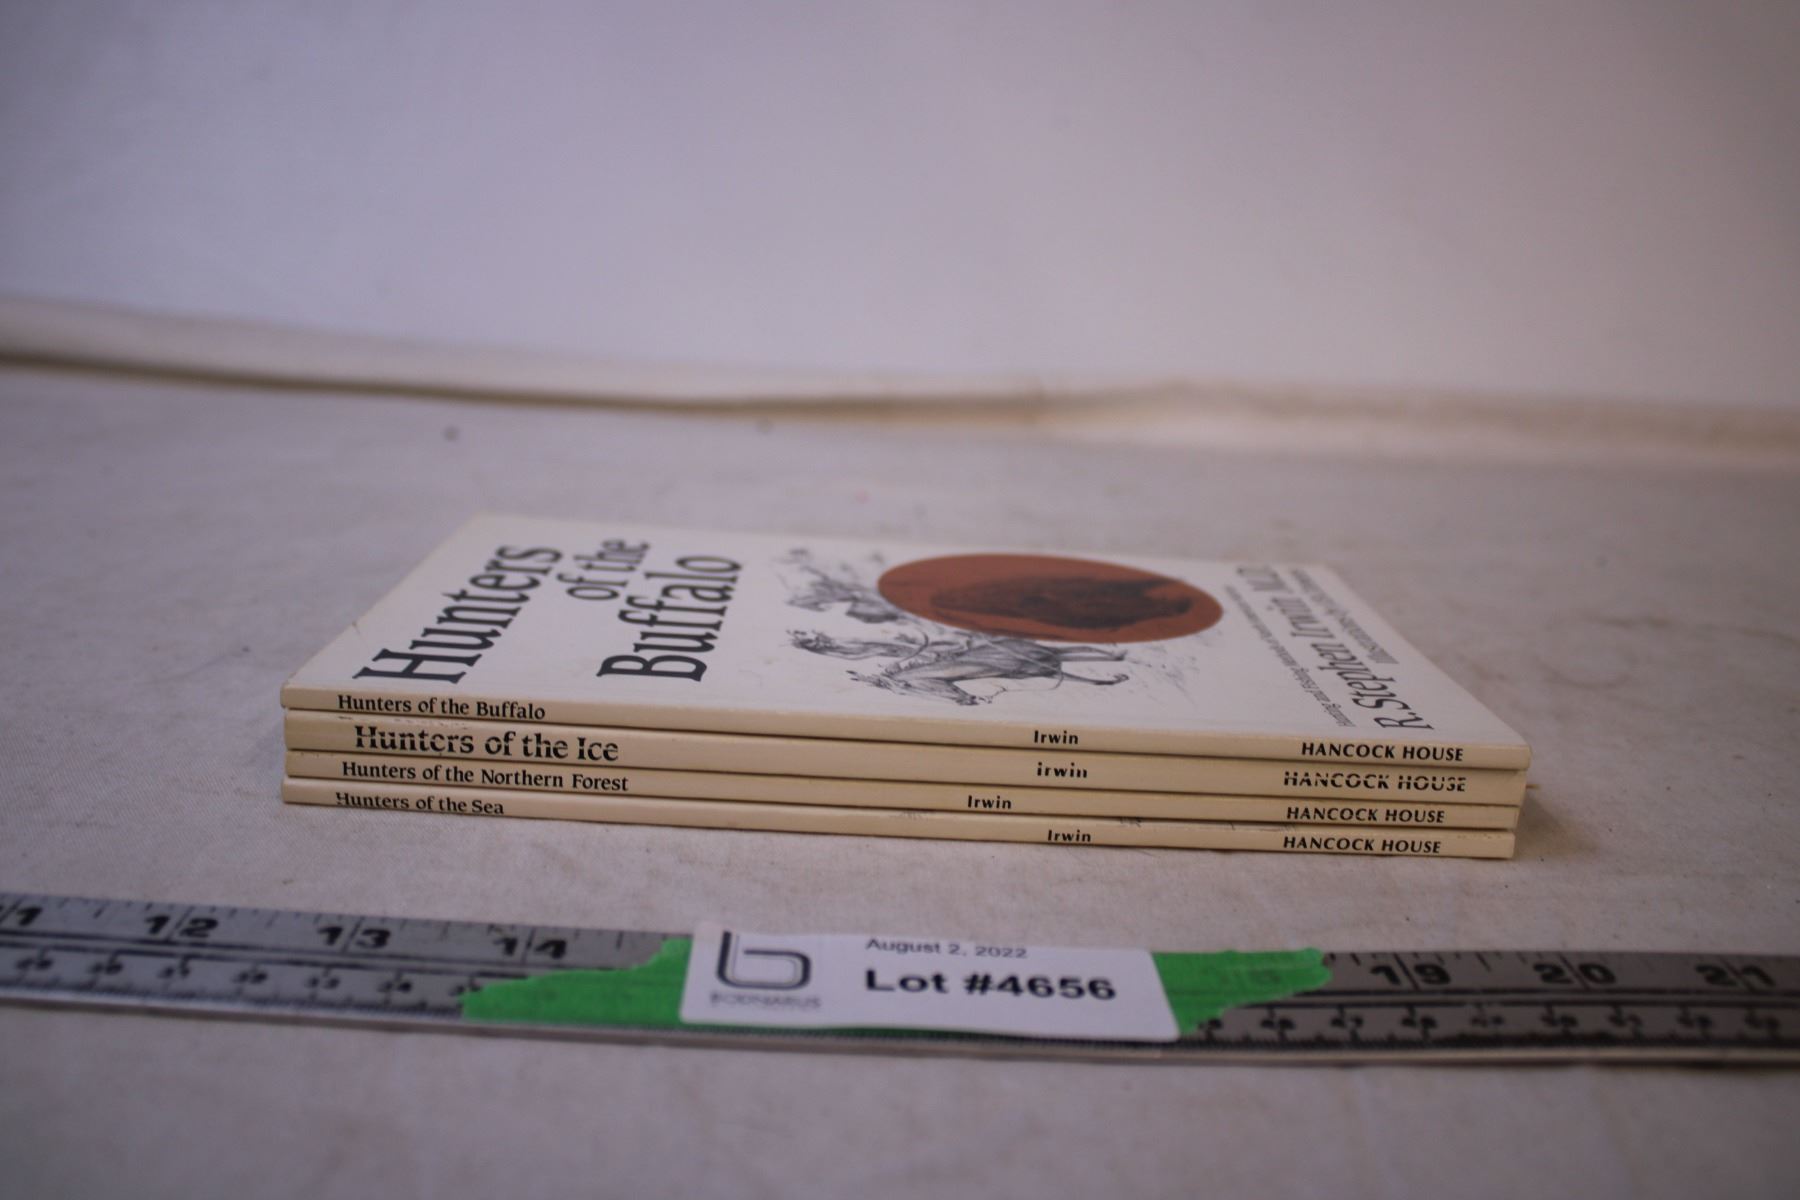 Hunters
of the
Buffalo
R. Stephen Irwin, M.D.
Hunters of the Buffalo Irwin HANCOCK HOUSE
Hunters of the Ice irwin HANCOCK HOUSE
Hunters of the Northern Forest Irwin HANCOCK HOUSE
Hunters of the Sea Irwin HANCOCK HOUSE
12 13 14 19 20 21
August 2, 2022
Lot #4656